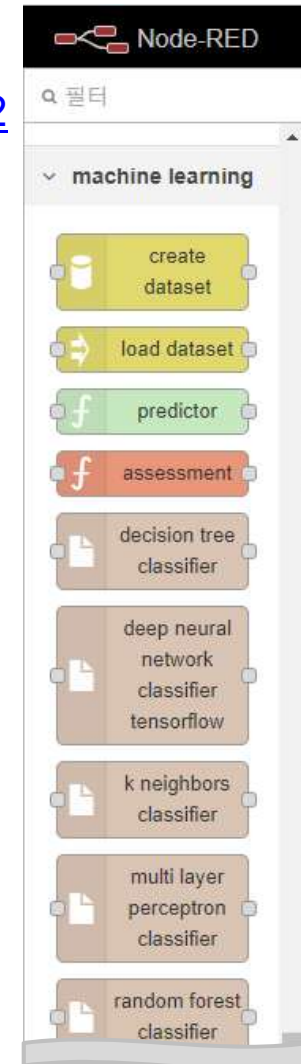 Node-RED
필터
2
machine learning
create
dataset
load dataset
predictor
assessment
decision tree
classifier
deep neural
network
classifier
tensorflow
k neighbors
classifier
multi layer
perceptron
classifier
random forest
classifier